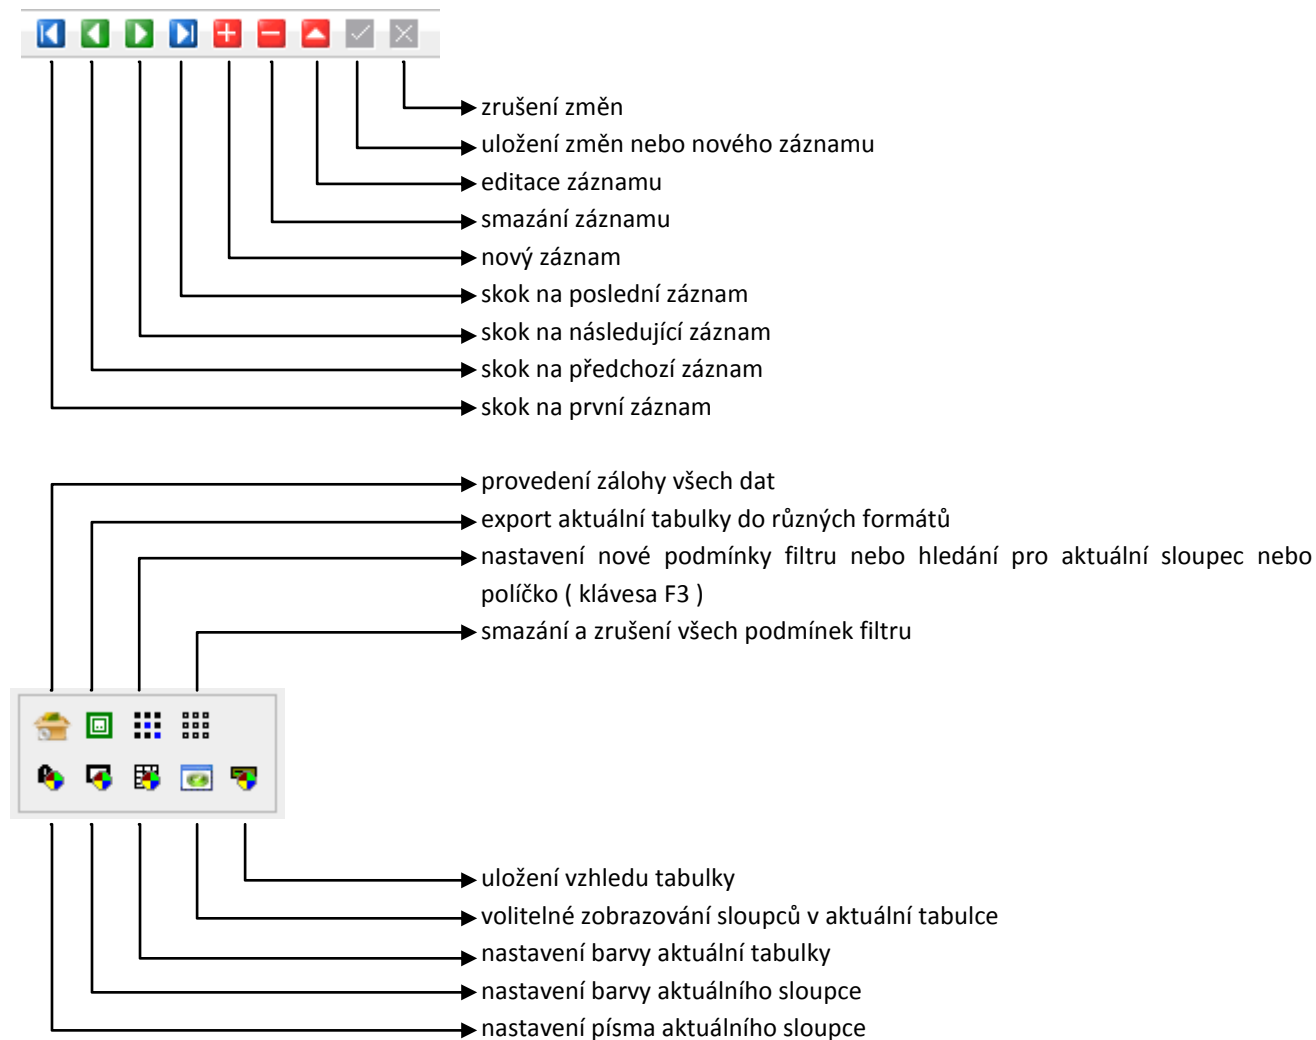 zrušení změn
uložení změn nebo nového záznamu
editace záznamu
smazání záznamu
nový záznam
skok na poslední záznam
skok na následující záznam
skok na předchozí záznam
skok na první záznam
provedení zálohy všech dat
export aktuální tabulky do různých formátů
nastavení nové podmínky filtru nebo hledání pro aktuální sloupec nebo
políčko ( klávesa F3 )
smazání a zrušení všech podmínek filtru
uložení vzhledu tabulky
volitelné zobrazování sloupců v aktuální tabulce
nastavení barvy aktuální tabulky
nastavení barvy aktuálního sloupce
nastavení písma aktuálního sloupce